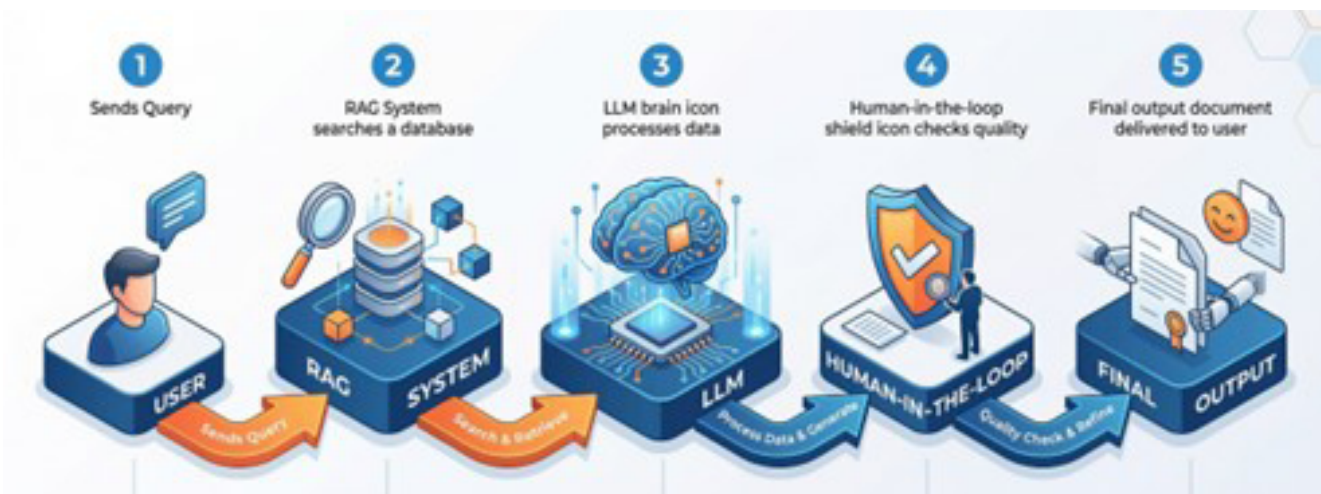 1
Sends Query
2
RAG System
searches a database
3
LLM brain icon
processes data
4
Human-in-the-loop
shield icon checks quality
5
Final output document
delivered to user
USER
Sends Query
RAG SYSTEM
Search & Retrieve
LLM
Process Data & Generate
HUMAN-IN-THE-LOOP
Quality Check & Refine
FINAL OUTPUT